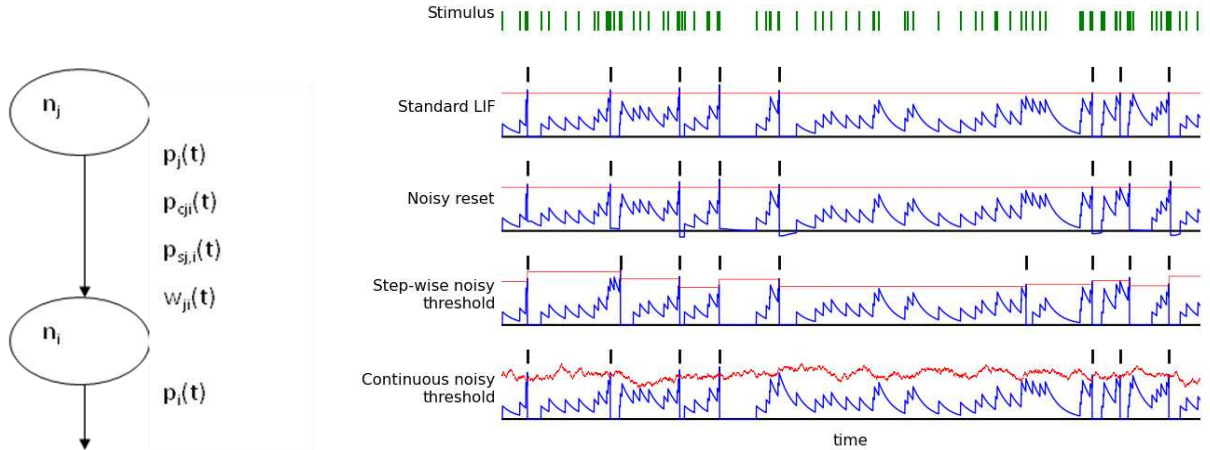 n_j
p_j(t)
p_cji(t)
p_sj,i(t)
w_ji(t)
n_i
p_i(t)
Stimulus
Standard LIF
Noisy reset
Step-wise noisy
threshold
Continuous noisy
threshold
time